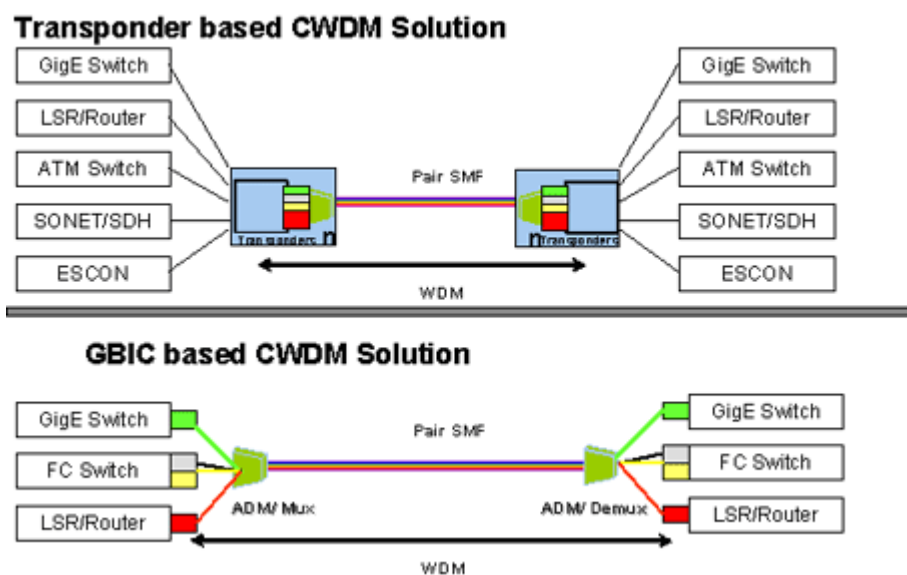 Transponder based CWDM Solution
GigE Switch
GigE Switch
LSR/Router
LSR/Router
ATM Switch
Pair SMF
ATM Switch
SONET/SDH
SONET/SDH
Transponders n
nTransponders
ESCON
ESCON
WDM
GBIC based CWDM Solution
GigE Switch
GigE Switch
Pair SMF
FC Switch
FC Switch
ADM/ Mux
ADM/ Demux
LSR/Router
LSR/Router
WDM